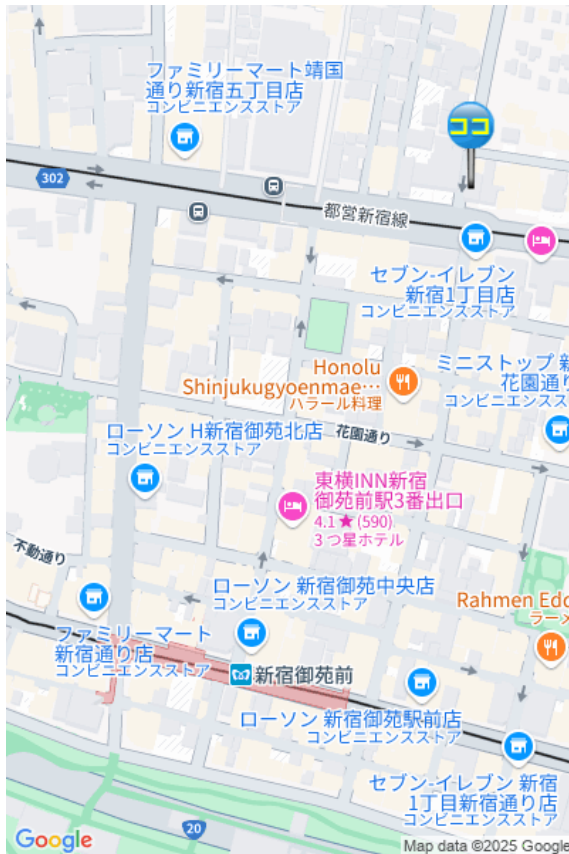 ファミリーマート靖国
通り新宿五丁目店
コンビニエンスストア
ココ
302
都営新宿線
セブン-イレブン
新宿1丁目店
コンビニエンスストア
Honolu
Shinjukugyoenmae…
ハラール料理
ミニストップ 新
花園通り
コンビニエンス
ローソン H新宿御苑北店
コンビニエンスストア
花園通り
東横INN新宿
御苑前駅3番出口
4.1★(590)
3 つ星ホテル
不動通り
ローソン 新宿御苑中央店
コンビニエンスストア
Rahmen Edo
ラーメ
ファミリーマート
新宿通り店
コンビニエンスストア
新宿御苑前
ローソン 新宿御苑駅前店
コンビニエンスストア
セブン-イレブン 新宿
1丁目新宿通り店
コンビニエンスストア
20
Google
Map data ©2025 Google